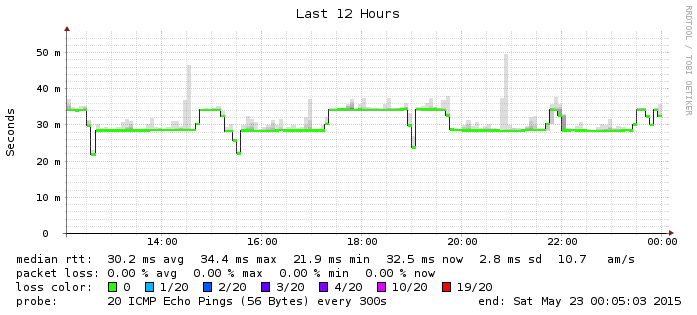 Last 12 Hours
RRDTOOL / TOBI OETIKER
Seconds
50 m
40 m
30 m
20 m
10 m
0
14:00 16:00 18:00 20:00 22:00 00:00
median rtt: 30.2 ms avg 34.4 ms max 21.9 ms min 32.5 ms now 2.8 ms sd 10.7 am/s
packet loss: 0.00 % avg 0.00 % max 0.00 % min 0.00 % now
loss color: 0 1/20 2/20 3/20 4/20 10/20 19/20
probe: 20 ICMP Echo Pings (56 Bytes) every 300s end: Sat May 23 00:05:03 2015